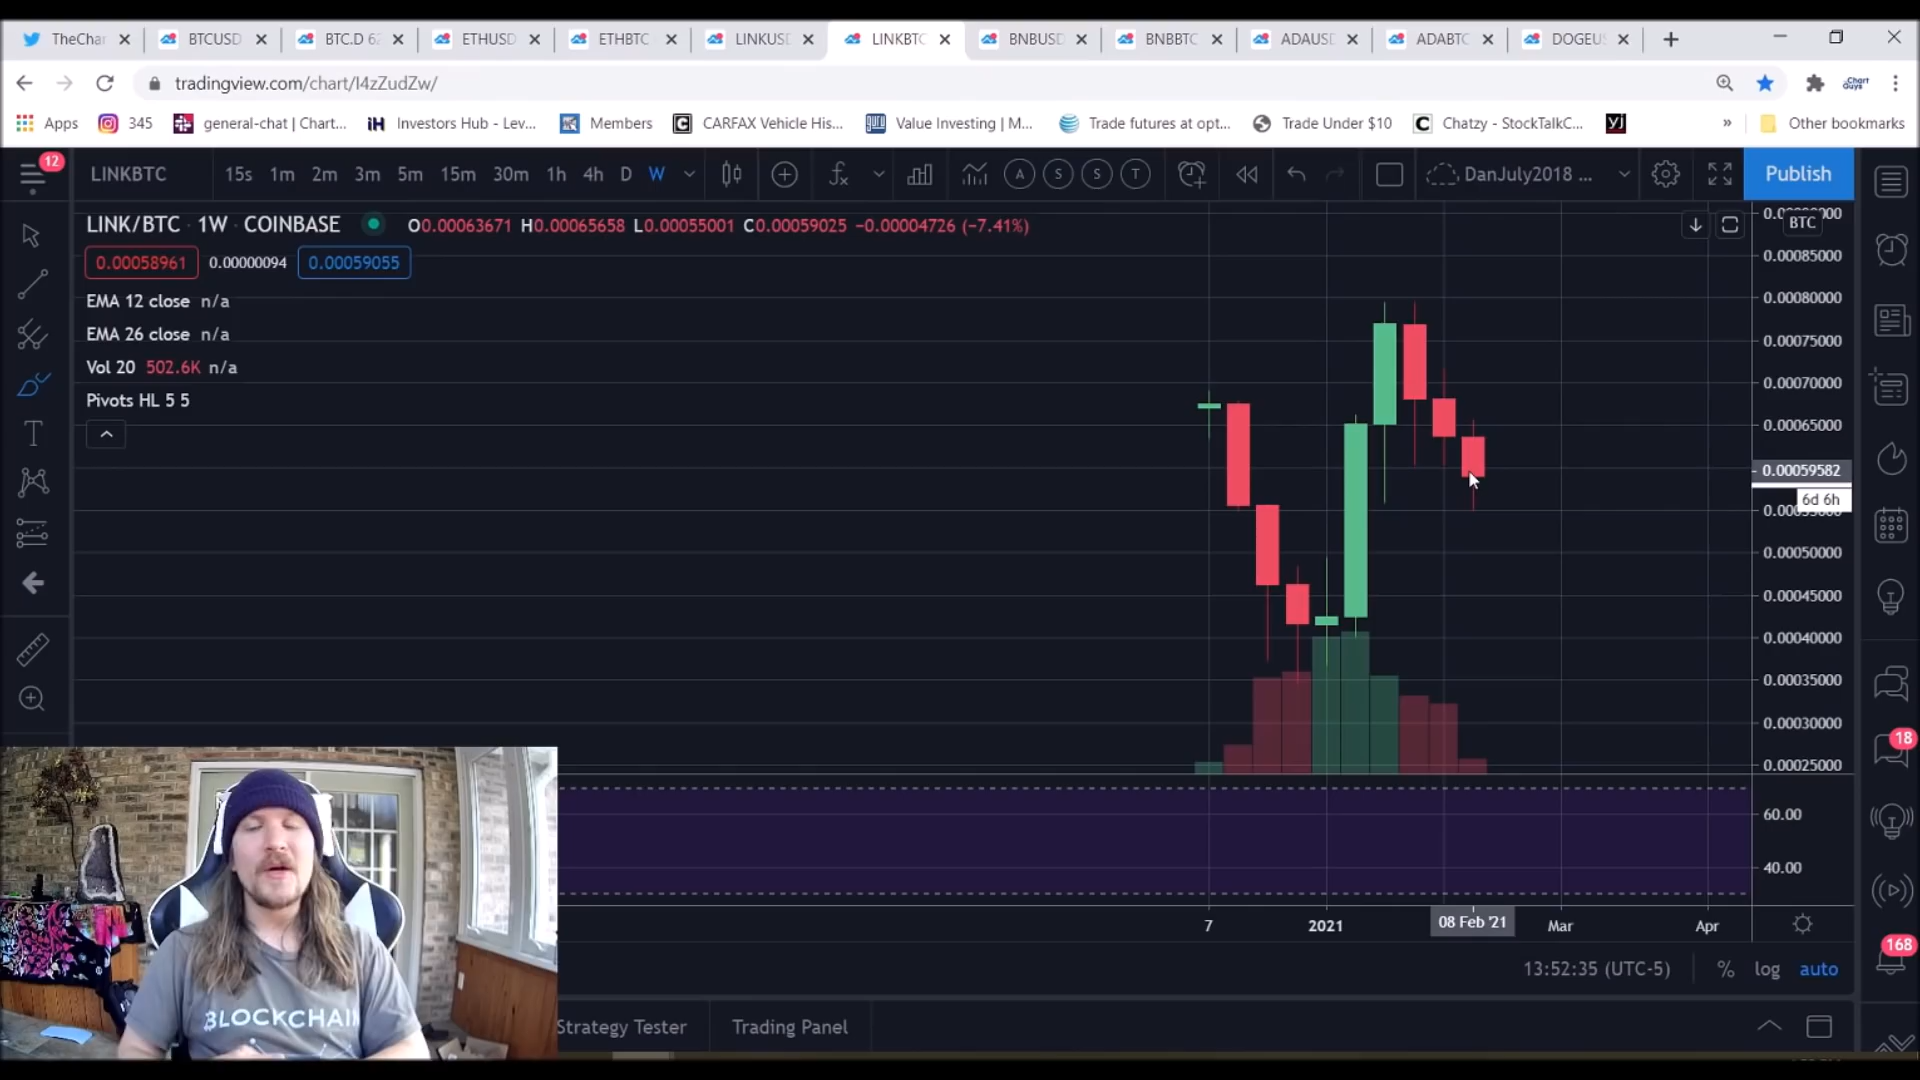 TheChar
BTCUSD
BTC.D 62
ETHUSD
ETHBTC
LINKUSD
LINKBTC
BNBUSD
BNBBTC
ADAUSD
ADABTC
DOGEUS
tradingview.com/chart/I4zZudZw/
Apps
345
general-chat | Chart...
Investors Hub - Lev...
Members
CARFAX Vehicle His...
Value Investing | M...
Trade futures at opt...
Trade Under $10
Chatzy - StockTalkC...
»
Other bookmarks
12
LINKBTC
15s 1m 2m 3m 5m 15m 30m 1h 4h D W
A S S T
DanJuly2018 ...
Publish
LINK/BTC · 1W · COINBASE
O0.00063671 H0.00065658 L0.00055001 C0.00059025 −0.00004726 (−7.41%)
BTC
0.00058961 0.00000094 0.00059055
EMA 12 close n/a
EMA 26 close n/a
Vol 20 502.6K n/a
Pivots HL 5 5
0.00085000
0.00080000
0.00075000
0.00070000
0.00065000
0.00059582
6d 6h
0.00050000
0.00045000
0.00040000
0.00035000
0.00030000
0.00025000
60.00
40.00
7 2021 08 Feb '21 Mar Apr
13:52:35 (UTC-5) % log auto
18
168
Strategy Tester
Trading Panel
BLOCKCHAI